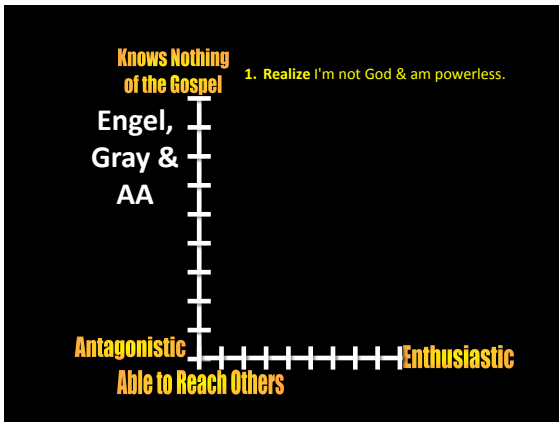 Knows Nothing
of the Gospel
1. Realize I'm not God & am powerless.
Engel,
Gray &
AA
Antagonistic
Enthusiastic
Able to Reach Others